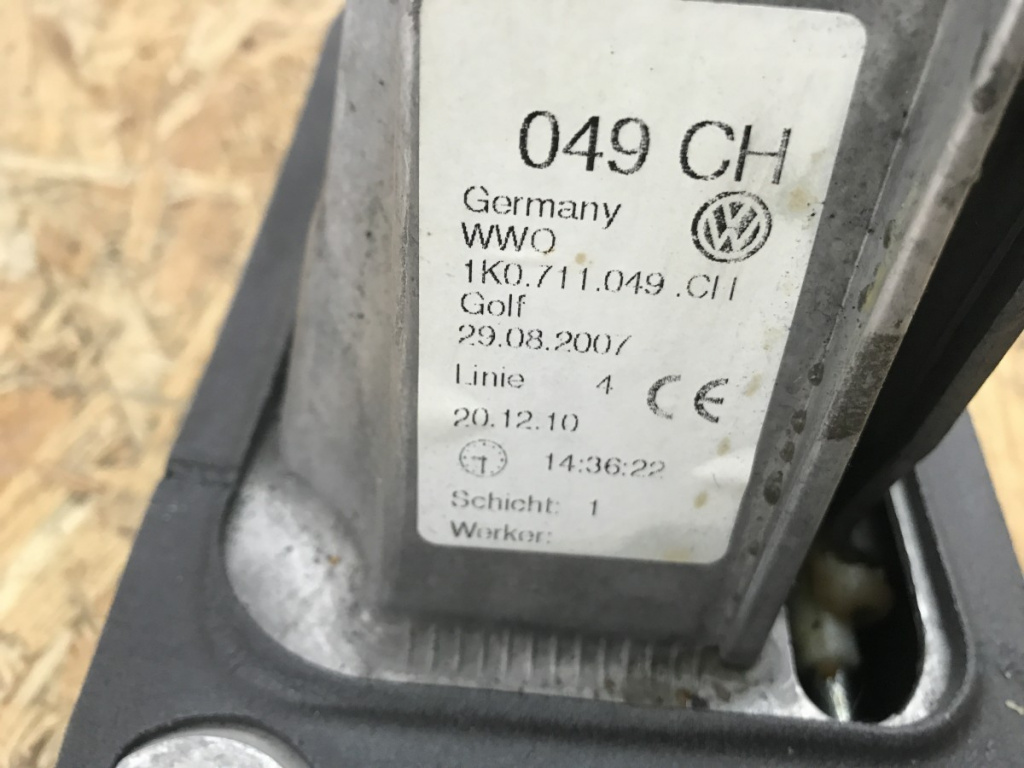 049 CH
Germany
WWO
1K0.711.049 .CH
Golf
29.08.2007
Linie 4 CE
20.12.10
14:36:22
Schicht: 1
Werker: